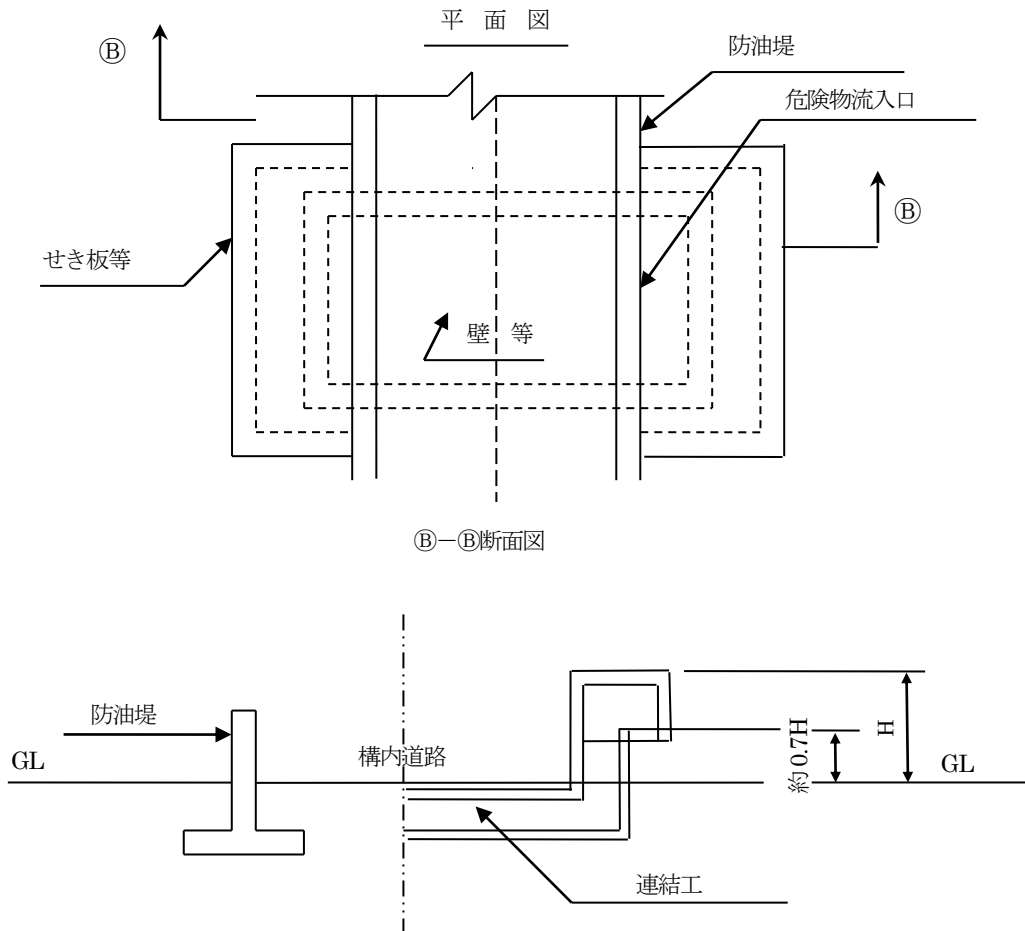 平 面 図
Ⓑ
防油堤
危険物流入口
Ⓑ
せき板等
壁 等
Ⓑ－Ⓑ断面図
防油堤
構内道路
H
約 0.7H
GL
GL
連結工